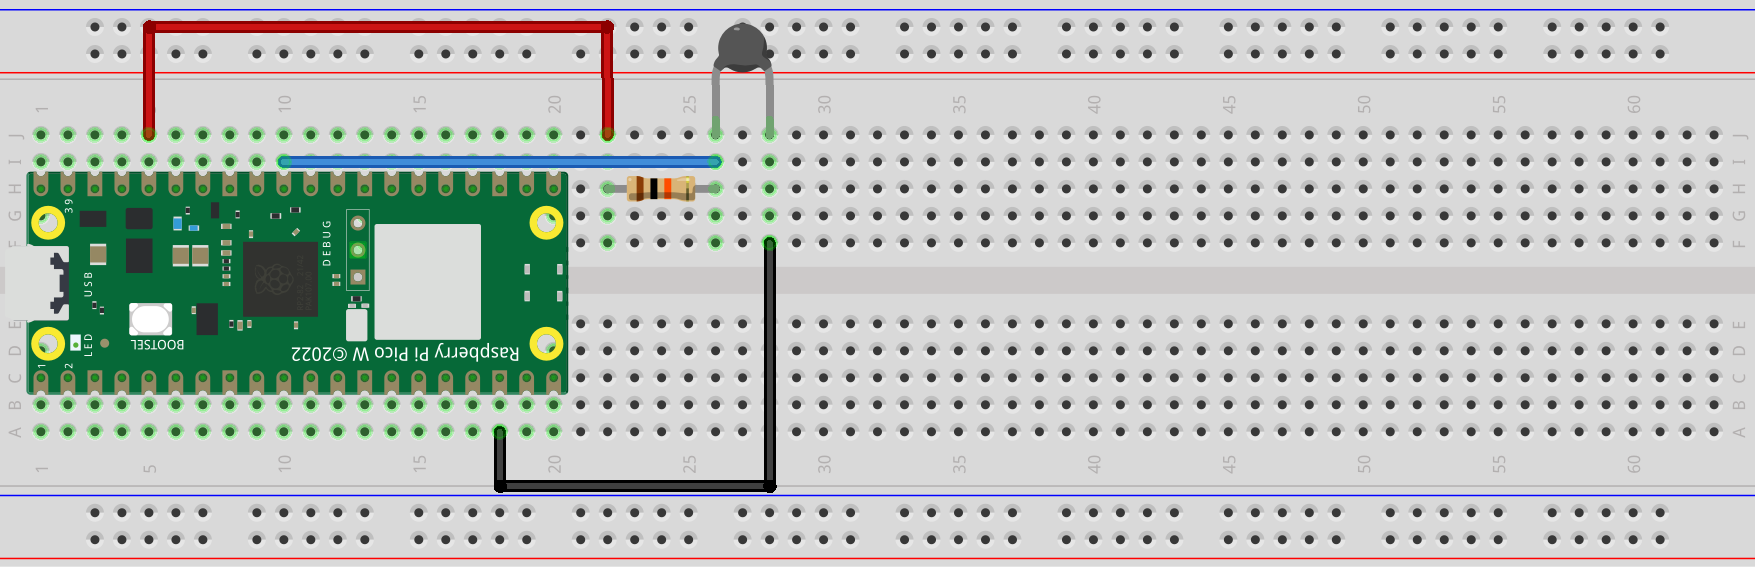 1 10 15 20 25 30 35 40 45 50 55 60
J J
I I
H H
G G
F F
39
DEBUG
USB
BOOTSEL
LED
Raspberry Pi Pico W ©2022
1
2
E E
D D
C C
B B
A A
1 5 10 15 20 25 30 35 40 45 50 55 60